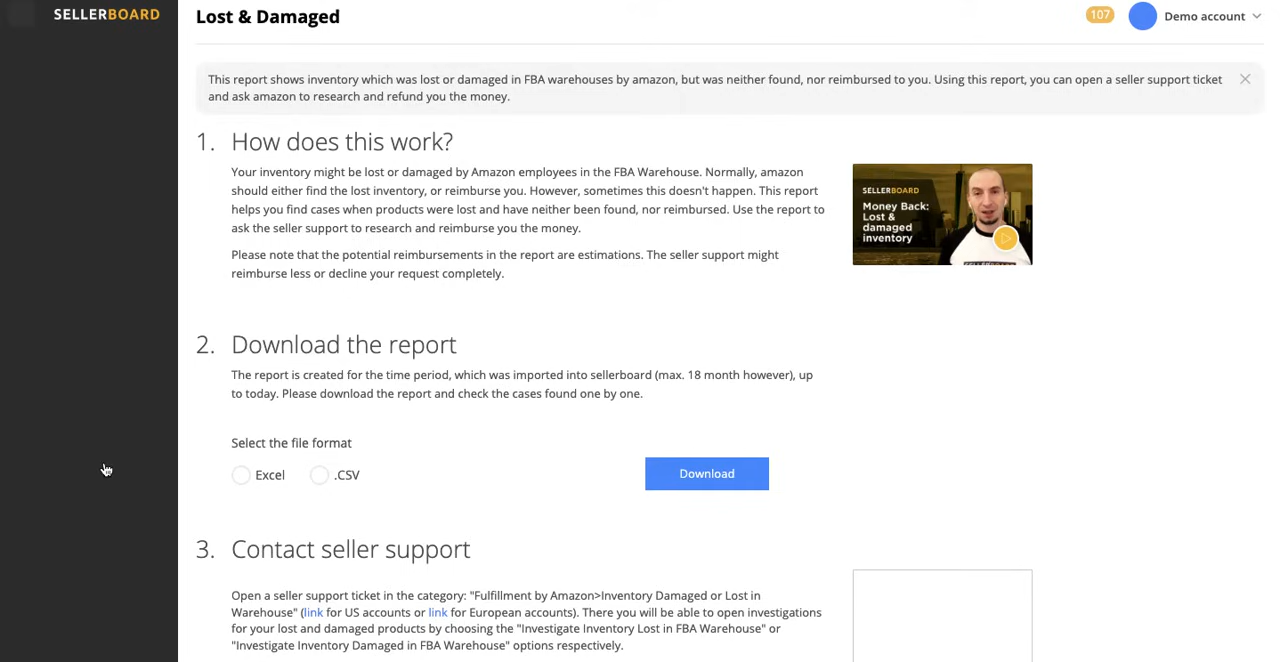 SELLERBOARD
Lost & Damaged
107
Demo account
This report shows inventory which was lost or damaged in FBA warehouses by amazon, but was neither found, nor reimbursed to you. Using this report, you can open a seller support ticket
and ask amazon to research and refund you the money.
1. How does this work?
Your inventory might be lost or damaged by Amazon employees in the FBA Warehouse. Normally, amazon
should either find the lost inventory, or reimburse you. However, sometimes this doesn't happen. This report
helps you find cases when products were lost and have neither been found, nor reimbursed. Use the report to
ask the seller support to research and reimburse you the money.
Please note that the potential reimbursements in the report are estimations. The seller support might
reimburse less or decline your request completely.
SELLERBOARD
Money Back:
Lost &
damaged
inventory
2. Download the report
The report is created for the time period, which was imported into sellerboard (max. 18 month however), up
to today. Please download the report and check the cases found one by one.
Select the file format
Excel
.CSV
Download
3. Contact seller support
Open a seller support ticket in the category: "Fulfillment by Amazon>Inventory Damaged or Lost in
Warehouse" (link for US accounts or link for European accounts). There you will be able to open investigations
for your lost and damaged products by choosing the "Investigate Inventory Lost in FBA Warehouse" or
"Investigate Inventory Damaged in FBA Warehouse" options respectively.